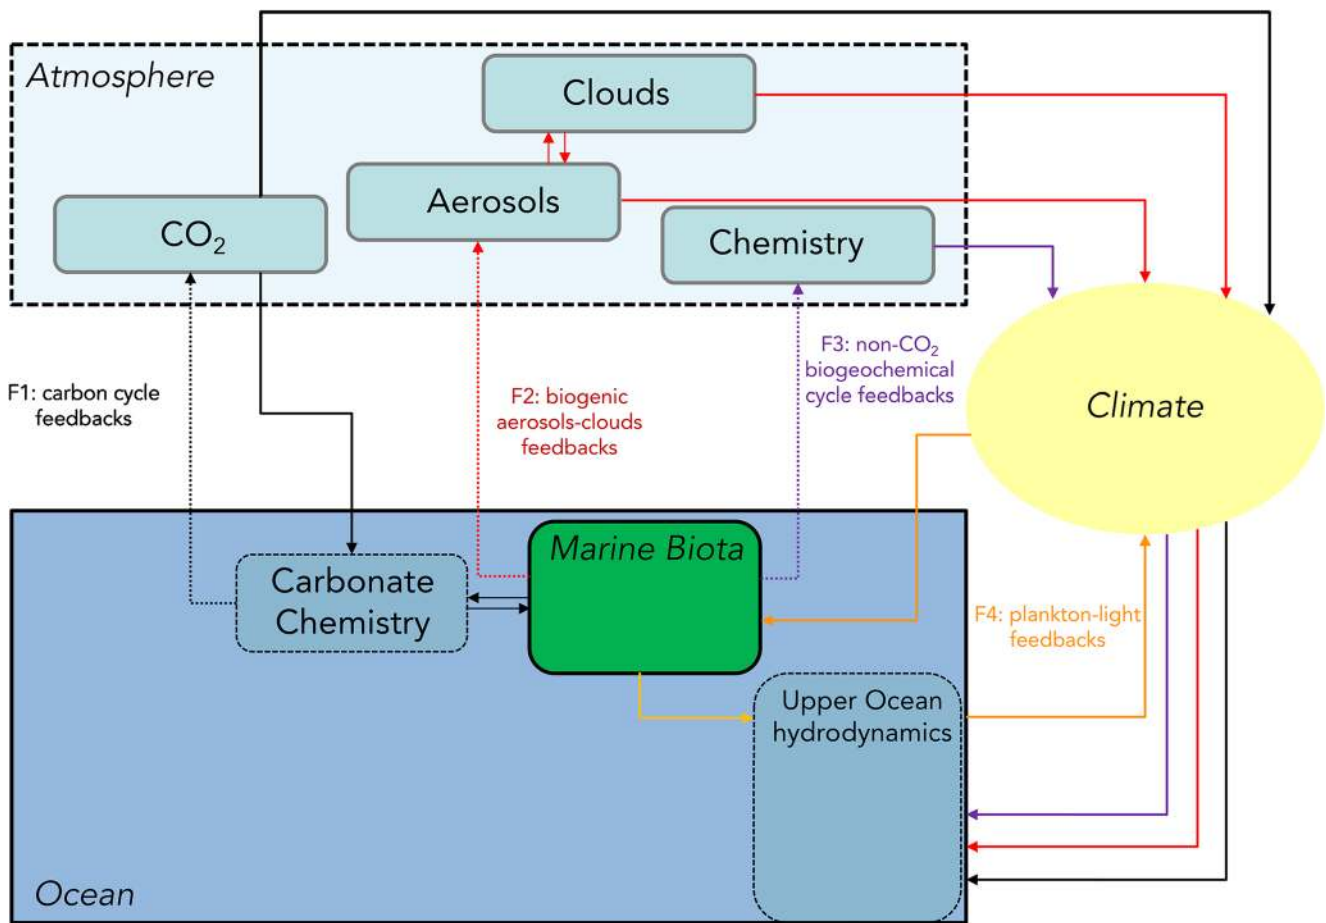 Atmosphere
Clouds
Aerosols
CO₂
Chemistry
F1: carbon cycle
feedbacks
F2: biogenic
aerosols-clouds
feedbacks
F3: non-CO₂
biogeochemical
cycle feedbacks
Climate
Marine Biota
Carbonate
Chemistry
F4: plankton-light
feedbacks
Upper Ocean
hydrodynamics
Ocean